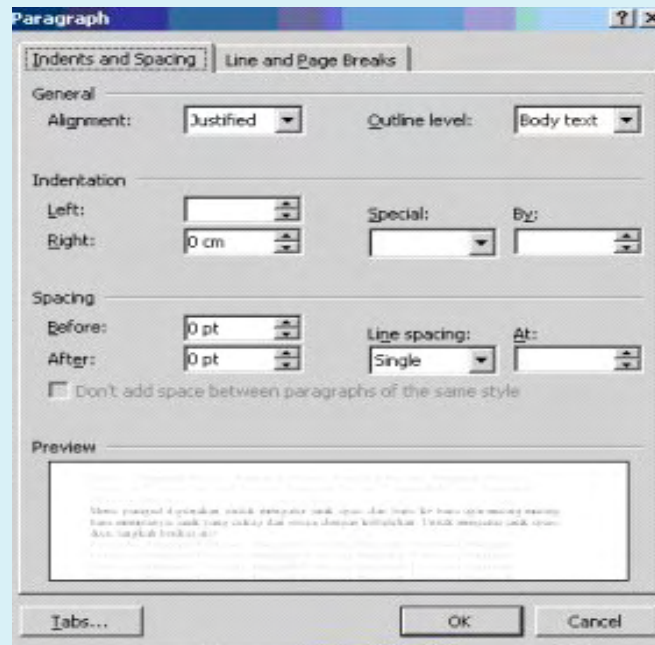 Paragraph
Indents and Spacing Line and Page Breaks
General
Alignment: Justified Outline level: Body text
Indentation
Left: Special: By:
Right: 0 cm
Spacing
Before: 0 pt Line spacing: At:
After: 0 pt Single
Don't add space between paragraphs of the same style
Preview
Tabs... OK Cancel